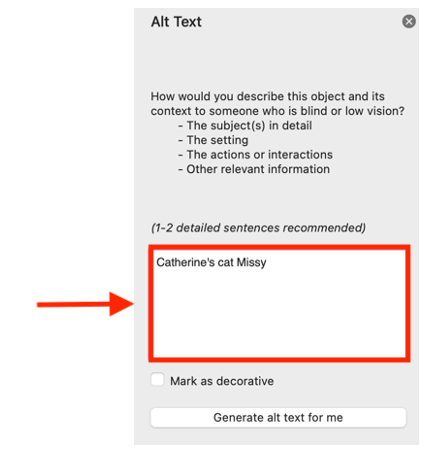 Alt Text
How would you describe this object and its
context to someone who is blind or low vision?
- The subject(s) in detail
- The setting
- The actions or interactions
- Other relevant information
(1-2 detailed sentences recommended)
Catherine's cat Missy
Mark as decorative
Generate alt text for me